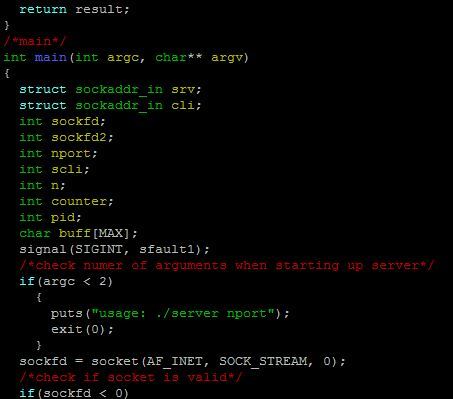 return result;
}
/*main*/
int main(int argc, char** argv)
{
struct sockaddr_in srv;
struct sockaddr_in cli;
int sockfd;
int sockfd2;
int nport;
int scli;
int n;
int counter;
int pid;
char buff[MAX];
signal(SIGINT, sfault1);
/*check numer of arguments when starting up server*/
if(argc < 2)
{
puts("usage: ./server nport");
exit(0);
}
sockfd = socket(AF_INET, SOCK_STREAM, 0);
/*check if socket is valid*/
if(sockfd < 0)